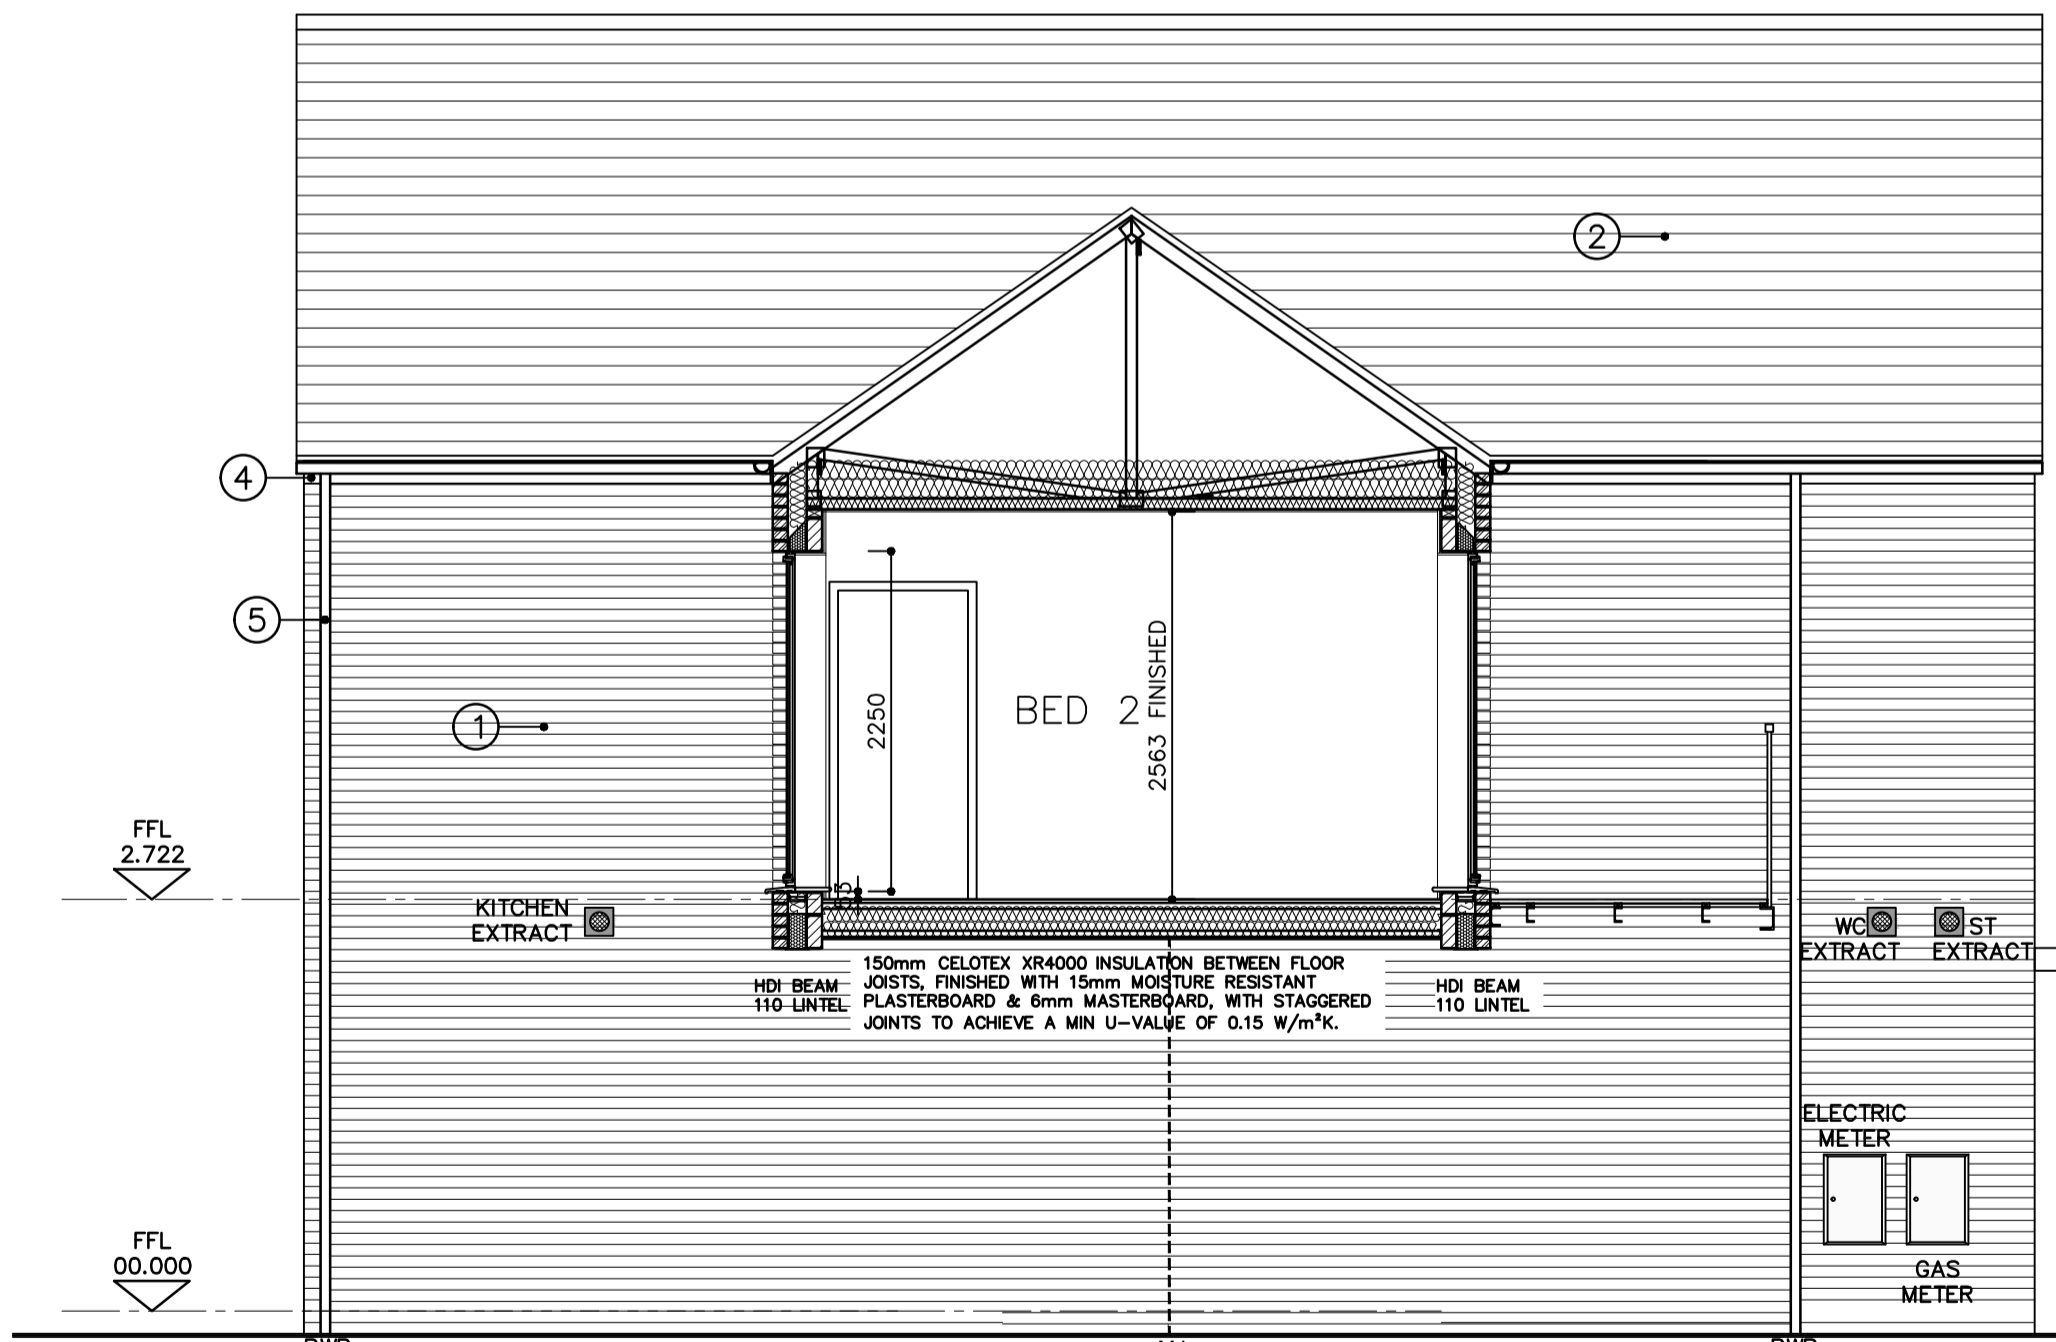 2
4
5
1
2250
BED 2
2563 FINISHED
53
FFL
2.722
KITCHEN
EXTRACT
WC
EXTRACT
ST
EXTRACT
HDI BEAM
110 LINTEL
150mm CELOTEX XR4000 INSULATION BETWEEN FLOOR
JOISTS, FINISHED WITH 15mm MOISTURE RESISTANT
PLASTERBOARD & 6mm MASTERBOARD, WITH STAGGERED
JOINTS TO ACHIEVE A MIN U-VALUE OF 0.15 W/m²K.
HDI BEAM
110 LINTEL
ELECTRIC
METER
FFL
00.000
GAS
METER